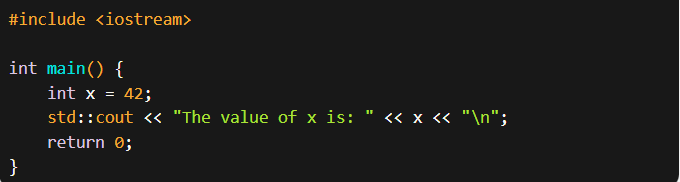 #include <iostream>

int main() {
    int x = 42;
    std::cout << "The value of x is: " << x << "\n";
    return 0;
}